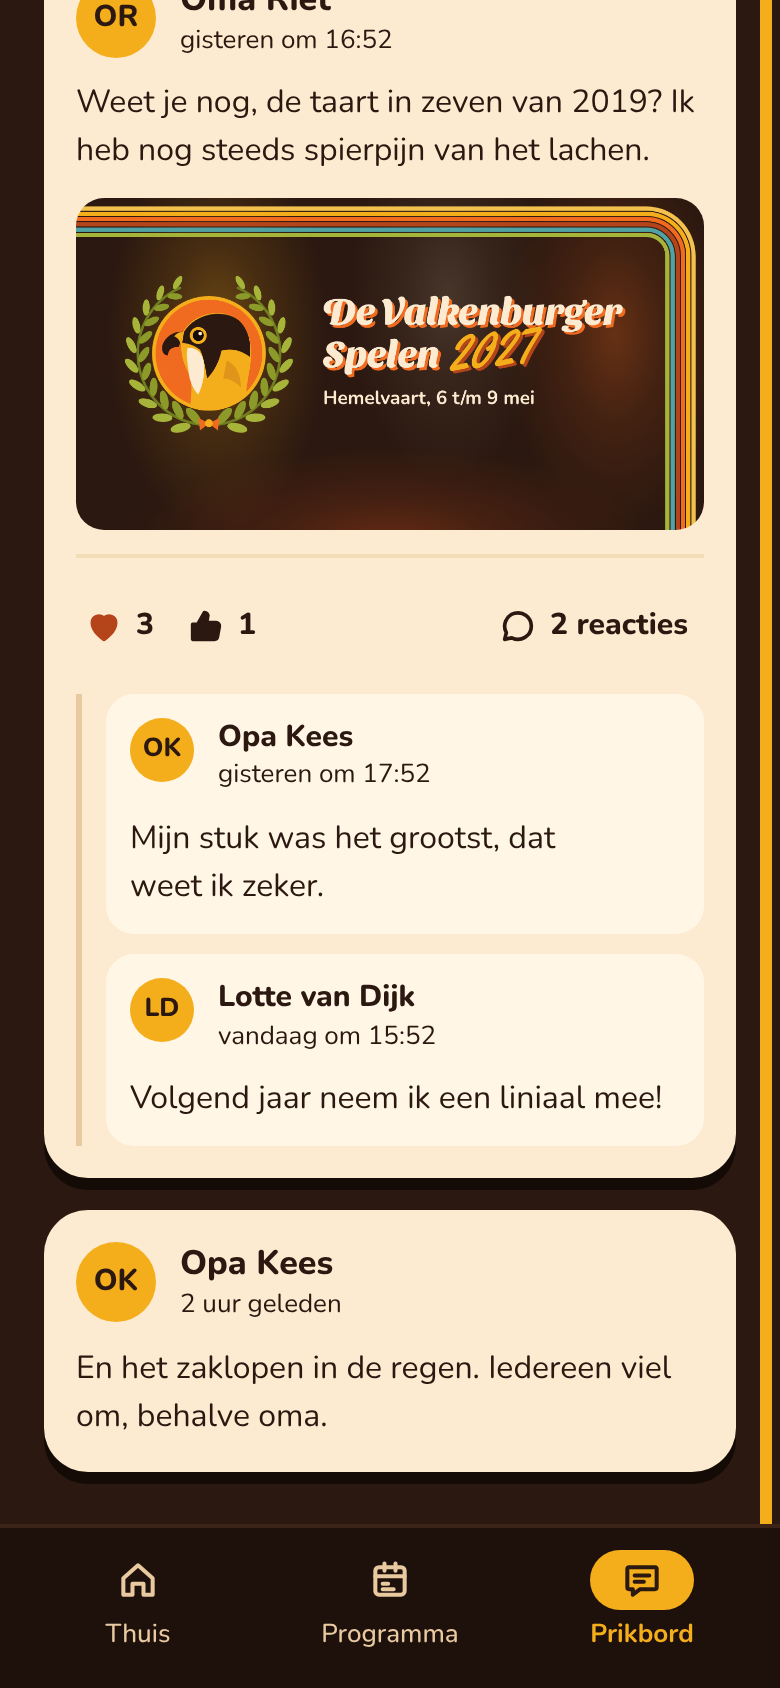 OR
Oma Riet
gisteren om 16:52
Weet je nog, de taart in zeven van 2019? Ik
heb nog steeds spierpijn van het lachen.
De Valkenburger
Spelen 2027
Hemelvaart, 6 t/m 9 mei
3
1
2 reacties
OK
Opa Kees
gisteren om 17:52
Mijn stuk was het grootst, dat
weet ik zeker.
LD
Lotte van Dijk
vandaag om 15:52
Volgend jaar neem ik een liniaal mee!
OK
Opa Kees
2 uur geleden
En het zaklopen in de regen. Iedereen viel
om, behalve oma.
Thuis
Programma
Prikbord